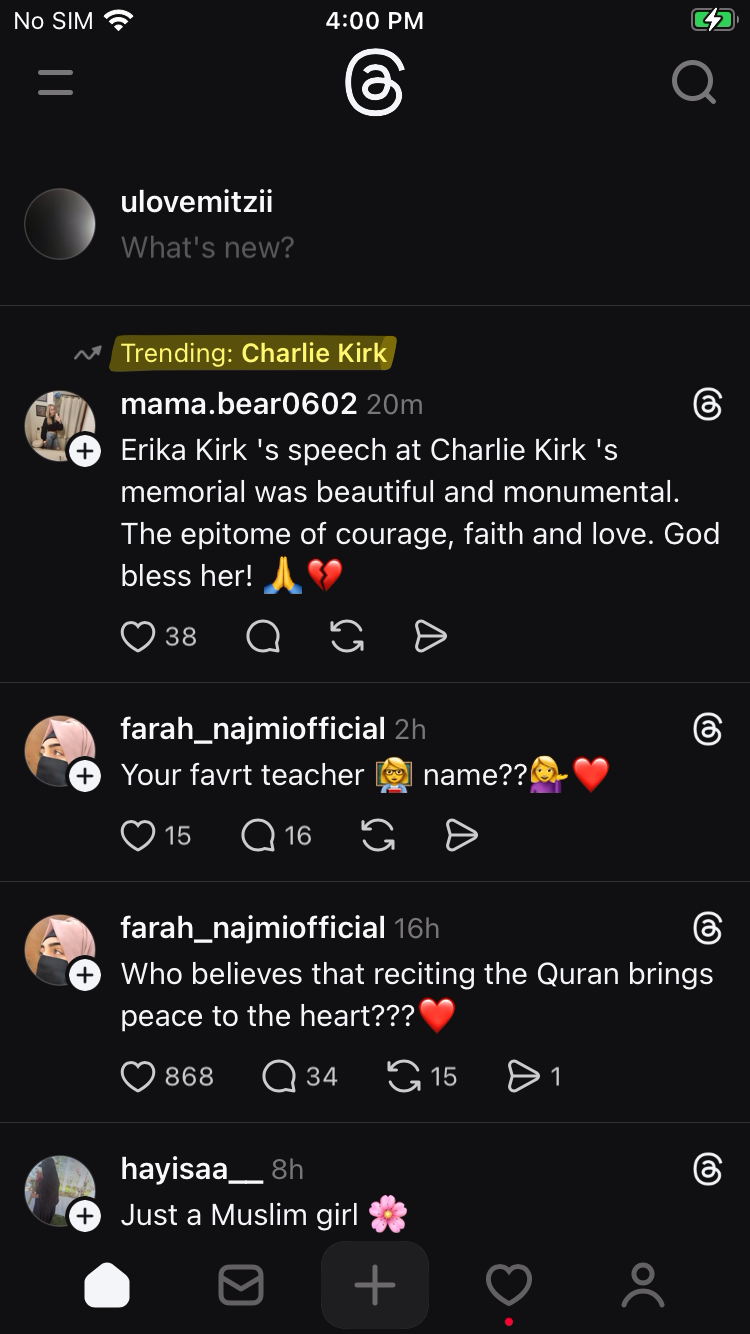 No SIM 4:00 PM
ulovemitzii
What's new?
Trending: Charlie Kirk
mama.bear0602 20m
Erika Kirk 's speech at Charlie Kirk 's
memorial was beautiful and monumental.
The epitome of courage, faith and love. God
bless her! 🙏💔
38
farah_najmiofficial 2h
Your favrt teacher 👩‍🏫 name??💁‍♀️❤️
15 16
farah_najmiofficial 16h
Who believes that reciting the Quran brings
peace to the heart???❤️
868 34 15 1
hayisaa__ 8h
Just a Muslim girl 🌸